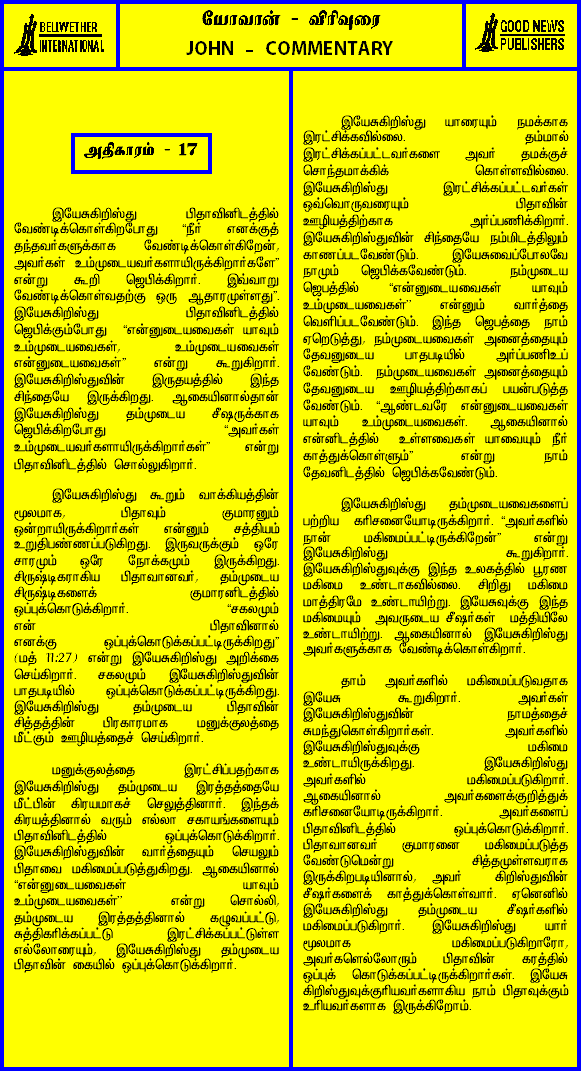 BELLWETHER
INTERNATIONAL
யோவான் - விரிவுரை
JOHN - COMMENTARY
GOOD NEWS
PUBLISHERS
அதிகாரம் - 17
இயேசுகிறிஸ்து பிதாவினிடத்தில்
வேண்டிக்கொள்கிறபோது “நீர் எனக்குத்
தந்தவர்களுக்காக வேண்டிக்கொள்கிறேன்,
அவர்கள் உம்முடையவர்களாயிருக்கிறார்களே”
என்று கூறி ஜெபிக்கிறார். இவ்வாறு
வேண்டிக்கொள்வதற்கு ஒரு ஆதாரமுள்ளது”.
இயேசுகிறிஸ்து பிதாவினிடத்தில்
ஜெபிக்கும்போது “என்னுடையவைகள் யாவும்
உம்முடையவைகள், உம்முடையவைகள்
என்னுடையவைகள்” என்று கூறுகிறார்.
இயேசுகிறிஸ்துவின் இருதயத்தில் இந்த
சிந்தையே இருக்கிறது. ஆகையினால்தான்
இயேசுகிறிஸ்து தம்முடைய சீஷருக்காக
ஜெபிக்கிறபோது “அவர்கள்
உம்முடையவர்களாயிருக்கிறார்கள்” என்று
பிதாவினிடத்தில் சொல்லுகிறார்.
இயேசுகிறிஸ்து கூறும் வாக்கியத்தின்
மூலமாக, பிதாவும் குமாரனும்
ஒன்றாயிருக்கிறார்கள் என்னும் சத்தியம்
உறுதிபண்ணப்படுகிறது. இருவருக்கும் ஒரே
சாரமும் ஒரே நோக்கமும் இருக்கிறது.
சிருஷ்டிகராகிய பிதாவானவர், தம்முடைய
சிருஷ்டிகளைக் குமாரனிடத்தில்
ஒப்புக்கொடுக்கிறார். “சகலமும்
என் பிதாவினால்
எனக்கு ஒப்புக்கொடுக்கப்பட்டிருக்கிறது”
(மத் 11:27) என்று இயேசுகிறிஸ்து அறிக்கை
செய்கிறார். சகலமும் இயேசுகிறிஸ்துவின்
பாதபடியில் ஒப்புக்கொடுக்கப்பட்டிருக்கிறது.
இயேசுகிறிஸ்து தம்முடைய பிதாவின்
சித்தத்தின் பிரகாரமாக மனுக்குலத்தை
மீட்கும் ஊழியத்தைச் செய்கிறார்.
மனுக்குலத்தை இரட்சிப்பதற்காக
இயேசுகிறிஸ்து தம்முடைய இரத்தத்தையே
மீட்பின் கிரயமாகச் செலுத்தினார். இந்தக்
கிரயத்தினால் வரும் எல்லா சகாயங்களையும்
பிதாவினிடத்தில் ஒப்புக்கொடுக்கிறார்.
இயேசுகிறிஸ்துவின் வார்த்தையும் செயலும்
பிதாவை மகிமைப்படுத்துகிறது. ஆகையினால்
“என்னுடையவைகள் யாவும்
உம்முடையவைகள்” என்று சொல்லி,
தம்முடைய இரத்தத்தினால் கழுவப்பட்டு,
சுத்திகரிக்கப்பட்டு இரட்சிக்கப்பட்டுள்ள
எல்லோரையும், இயேசுகிறிஸ்து தம்முடைய
பிதாவின் கையில் ஒப்புக்கொடுக்கிறார்.
இயேசுகிறிஸ்து யாரையும் நமக்காக
இரட்சிக்கவில்லை. தம்மால்
இரட்சிக்கப்பட்டவர்களை அவர் தமக்குச்
சொந்தமாக்கிக் கொள்ளவில்லை.
இயேசுகிறிஸ்து இரட்சிக்கப்பட்டவர்கள்
ஒவ்வொருவரையும் பிதாவின்
ஊழியத்திற்காக அர்ப்பணிக்கிறார்.
இயேசுகிறிஸ்துவின் சிந்தையே நம்மிடத்திலும்
காணப்படவேண்டும். இயேசுவைப்போலவே
நாமும் ஜெபிக்கவேண்டும். நம்முடைய
ஜெபத்தில் “என்னுடையவைகள் யாவும்
உம்முடையவைகள்” என்னும் வார்த்தை
வெளிப்படவேண்டும். இந்த ஜெபத்தை நாம்
ஏறெடுத்து, நம்முடையவைகள் அனைத்தையும்
தேவனுடைய பாதபடியில் அர்ப்பணிஉப்
வேண்டும். நம்முடையவைகள் அனைத்தையும்
தேவனுடைய ஊழியத்திற்காகப் பயன்படுத்த
வேண்டும். “ஆண்டவரே என்னுடையவைகள்
யாவும் உம்முடையவைகள். ஆகையினால்
என்னிடத்தில் உள்ளவைகள் யாவையும் நீர்
காத்துக்கொள்ளும்” என்று நாம்
தேவனிடத்தில் ஜெபிக்கவேண்டும்.
இயேசுகிறிஸ்து தம்முடையவைகளைப்
பற்றிய கரிசனையோடிருக்கிறார். “அவர்களில்
நான் மகிமைப்பட்டிருக்கிறேன்” என்று
இயேசுகிறிஸ்து கூறுகிறார்.
இயேசுகிறிஸ்துவுக்கு இந்த உலகத்தில் பூரண
மகிமை உண்டாகவில்லை. சிறிது மகிமை
மாத்திரமே உண்டாயிற்று. இயேசுவுக்கு இந்த
மகிமையும் அவருடைய சீஷர்கள் மத்தியிலே
உண்டாயிற்று. ஆகையினால் இயேசுகிறிஸ்து
அவர்களுக்காக வேண்டிக்கொள்கிறார்.
தாம் அவர்களில் மகிமைப்படுவதாக
இயேசு கூறுகிறார். அவர்கள்
இயேசுகிறிஸ்துவின் நாமத்தைச்
சுமந்துகொள்கிறார்கள். அவர்களில்
இயேசுகிறிஸ்துவுக்கு மகிமை
உண்டாயிருக்கிறது. இயேசுகிறிஸ்து
அவர்களில் மகிமைப்படுகிறார்.
ஆகையினால் அவர்களைக்குறித்துக்
கரிசனையோடிருக்கிறார். அவர்களைப்
பிதாவினிடத்தில் ஒப்புக்கொடுக்கிறார்.
பிதாவானவர் குமாரனை மகிமைப்படுத்த
வேண்டுமென்று சித்தமுள்ளவராக
இருக்கிறபடியினால், அவர் கிறிஸ்துவின்
சீஷர்களைக் காத்துக்கொள்வார். ஏனெனில்
இயேசுகிறிஸ்து தம்முடைய சீஷர்களில்
மகிமைப்படுகிறார். இயேசுகிறிஸ்து யார்
மூலமாக மகிமைப்படுகிறாரோ,
அவர்களெல்லோரும் பிதாவின் கரத்தில்
ஒப்புக் கொடுக்கப்பட்டிருக்கிறார்கள். இயேசு
கிறிஸ்துவுக்குரியவர்களாகிய நாம் பிதாவுக்கும்
உரியவர்களாக இருக்கிறோம்.